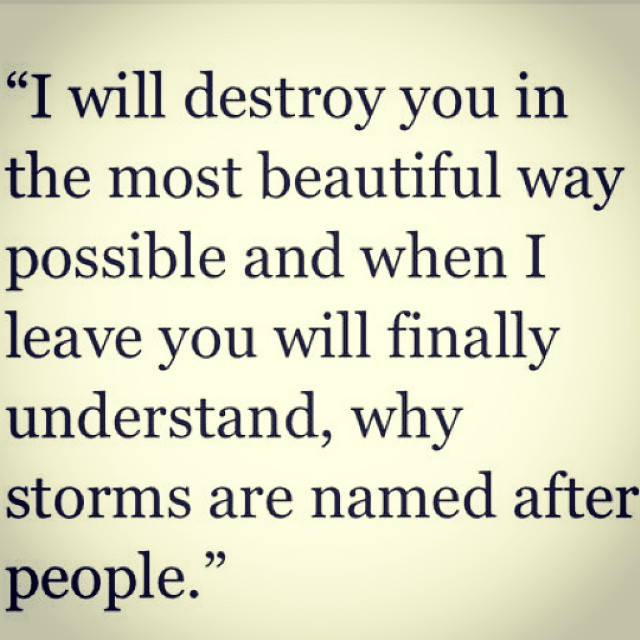 “I will destroy you in
the most beautiful way
possible and when I
leave you will finally
understand, why
storms are named after
people.”